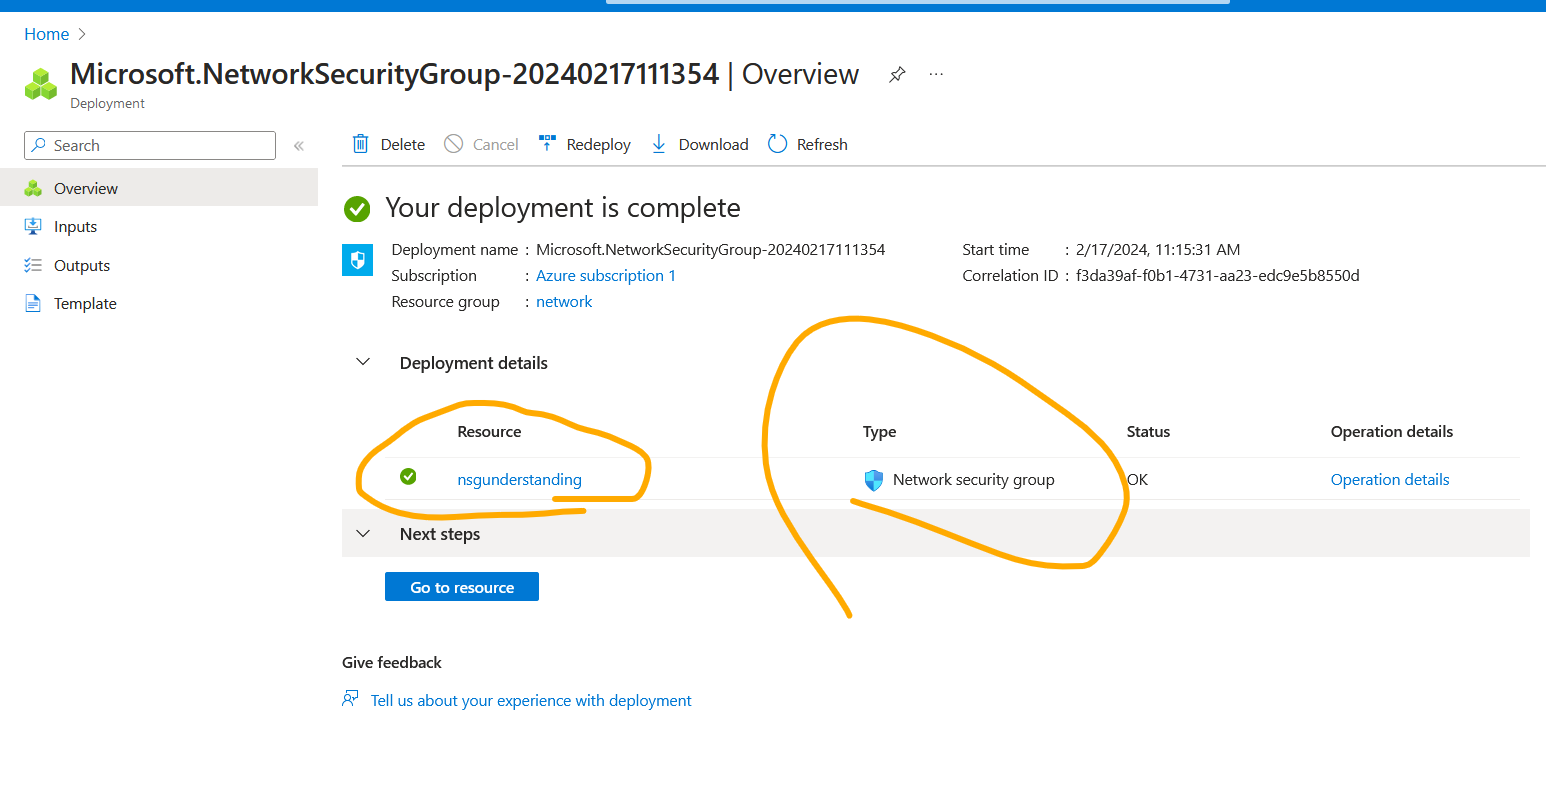 Home
Microsoft.NetworkSecurityGroup-20240217111354 | Overview
Deployment
Search
Delete Cancel Redeploy Download Refresh
Overview
Inputs
Outputs
Template
Your deployment is complete
Deployment name : Microsoft.NetworkSecurityGroup-20240217111354 Start time : 2/17/2024, 11:15:31 AM
Subscription : Azure subscription 1 Correlation ID : f3da39af-f0b1-4731-aa23-edc9e5b8550d
Resource group : network
Deployment details
Resource Type Status Operation details
nsgunderstanding Network security group OK Operation details
Next steps
Go to resource
Give feedback
Tell us about your experience with deployment